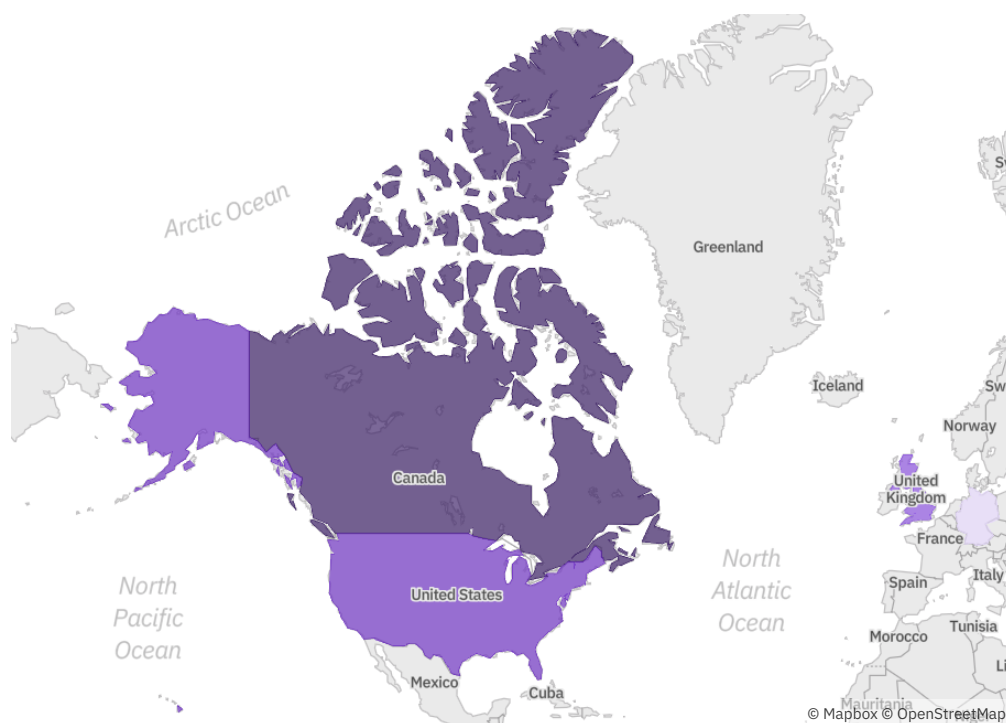 Arctic Ocean
Greenland
Iceland
Sw
Norway
Canada
United
Kingdom
France
North
Pacific
Ocean
United States
North
Atlantic
Ocean
Spain
Italy
Morocco
Tunisia
Mexico
Cuba
Mauritania
© Mapbox © OpenStreetMap